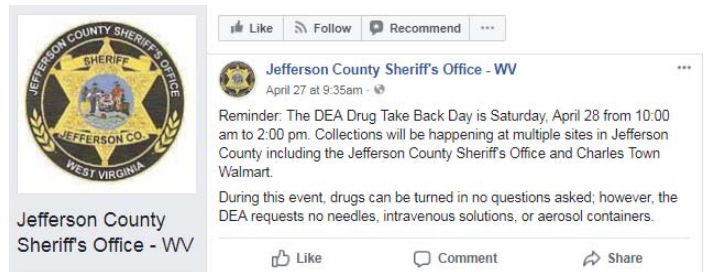 JEFFERSON COUNTY SHERIFF'S OFFICE
SHERIFF
JEFFERSON CO.
WEST VIRGINIA
Jefferson County
Sheriff's Office - WV
Like Follow Recommend ...
Jefferson County Sheriff's Office - WV
April 27 at 9:35am ·
Reminder: The DEA Drug Take Back Day is Saturday, April 28 from 10:00
am to 2:00 pm. Collections will be happening at multiple sites in Jefferson
County including the Jefferson County Sheriff's Office and Charles Town
Walmart.
During this event, drugs can be turned in no questions asked; however, the
DEA requests no needles, intravenous solutions, or aerosol containers.
Like Comment Share